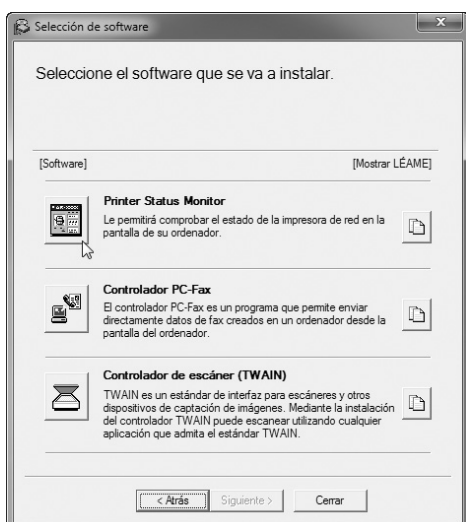 Selección de software
Seleccione el software que se va a instalar.
[Software] [Mostrar LÉAME]
Printer Status Monitor
Le permitirá comprobar el estado de la impresora de red en la
pantalla de su ordenador.
Controlador PC-Fax
El controlador PC-Fax es un programa que permite enviar
directamente datos de fax creados en un ordenador desde la
pantalla del ordenador.
Controlador de escáner (TWAIN)
TWAIN es un estándar de interfaz para escáneres y otros
dispositivos de captación de imágenes. Mediante la instalación
del controlador TWAIN puede escanear utilizando cualquier
aplicación que admita el estándar TWAIN.
< Atrás Siguiente > Cerrar